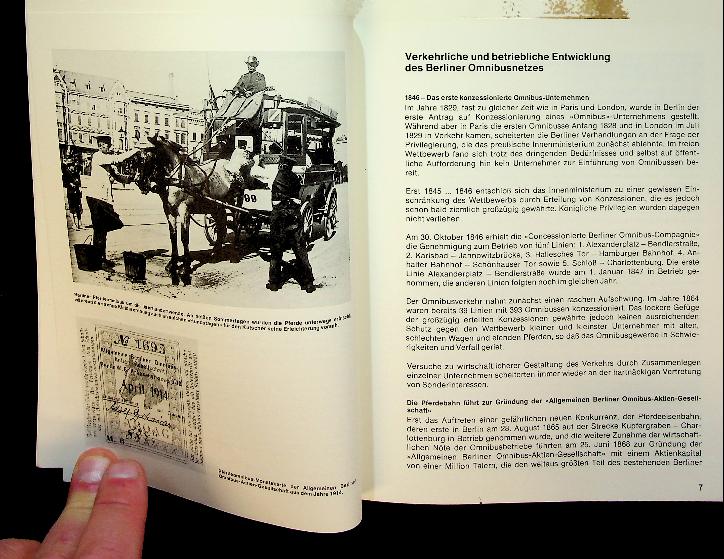 99
№ 1693
Allgemeine Berliner
April 1914
Verkehrliche und betriebliche Entwicklung
des Berliner Omnibusnetzes
1846 – Das erste konzessionierte Omnibus-Unternehmen
Im Jahre 1829, fast zu gleicher Zeit wie in Paris und London, wurde in Berlin der
erste Antrag auf Konzessionierung eines «Omnibus»-Unternehmens gestellt.
Während aber in Paris die ersten Omnibusse Anfang 1828 und in London im Juli
1829 in Verkehr kamen, scheiterten die Berliner Verhandlungen an der Frage der
Privilegierung, die das preußische Innenministerium zunächst ablehnte. Im freien
Wettbewerb fand sich trotz des dringenden Bedürfnisses und selbst auf öffent-
liche Aufforderung hin kein Unternehmer zur Einführung von Omnibussen be-
reit.
Erst 1845 ... 1846 entschloß sich das Innenministerium zu einer gewissen Ein-
schränkung des Wettbewerbs durch Erteilung von Konzessionen, die es jedoch
schon bald ziemlich großzügig gewährte. Königliche Privilegien wurden dagegen
nicht verliehen.
Am 30. Oktober 1846 erhielt die «Concessionierte Berliner Omnibus-Compagnie»
die Genehmigung zum Betrieb von fünf Linien: 1. Alexanderplatz – Bendlerstraße,
2. Karlsbad – Jannowitzbrücke, 3. Hallesches Tor – Hamburger Bahnhof, 4. An-
halter Bahnhof – Schönhauser Tor sowie 5. Schloß – Charlottenburg. Die erste
Linie Alexanderplatz – Bendlerstraße wurde am 1. Januar 1847 in Betrieb ge-
nommen, die anderen Linien folgten noch im gleichen Jahr.
Der Omnibusverkehr nahm zunächst einen raschen Aufschwung. Im Jahre 1864
waren bereits 39 Linien mit 393 Omnibussen konzessioniert. Das lockere Gefüge
der großzügig erteilten Konzessionen gewährte jedoch keinen ausreichenden
Schutz gegen den Wettbewerb kleiner und kleinster Unternehmer mit alten,
schlechten Wagen und elenden Pferden, so daß das Omnibusgewerbe in Schwie-
rigkeiten und Verfall geriet.
Versuche zu wirtschaftlicherer Gestaltung des Verkehrs durch Zusammenlegen
einzelner Unternehmen scheiterten immer wieder an der hartnäckigen Vertretung
von Sonderinteressen.
Die Pferdebahn führt zur Gründung der «Allgemeinen Berliner Omnibus-Aktien-Gesell-
schaft»
Erst das Auftreten einer gefährlichen neuen Konkurrenz, der Pferdeeisenbahn,
deren erste in Berlin am 28. August 1865 auf der Strecke Kupfergraben – Char-
lottenburg in Betrieb genommen wurde, und die weitere Zunahme der wirtschaft-
lichen Nöte der Omnibusbetriebe führten am 25. Juni 1868 zur Gründung der
«Allgemeinen Berliner Omnibus-Aktien-Gesellschaft» mit einem Aktienkapital
von einer Million Talern, die den weitaus größten Teil des bestehenden Berliner
7